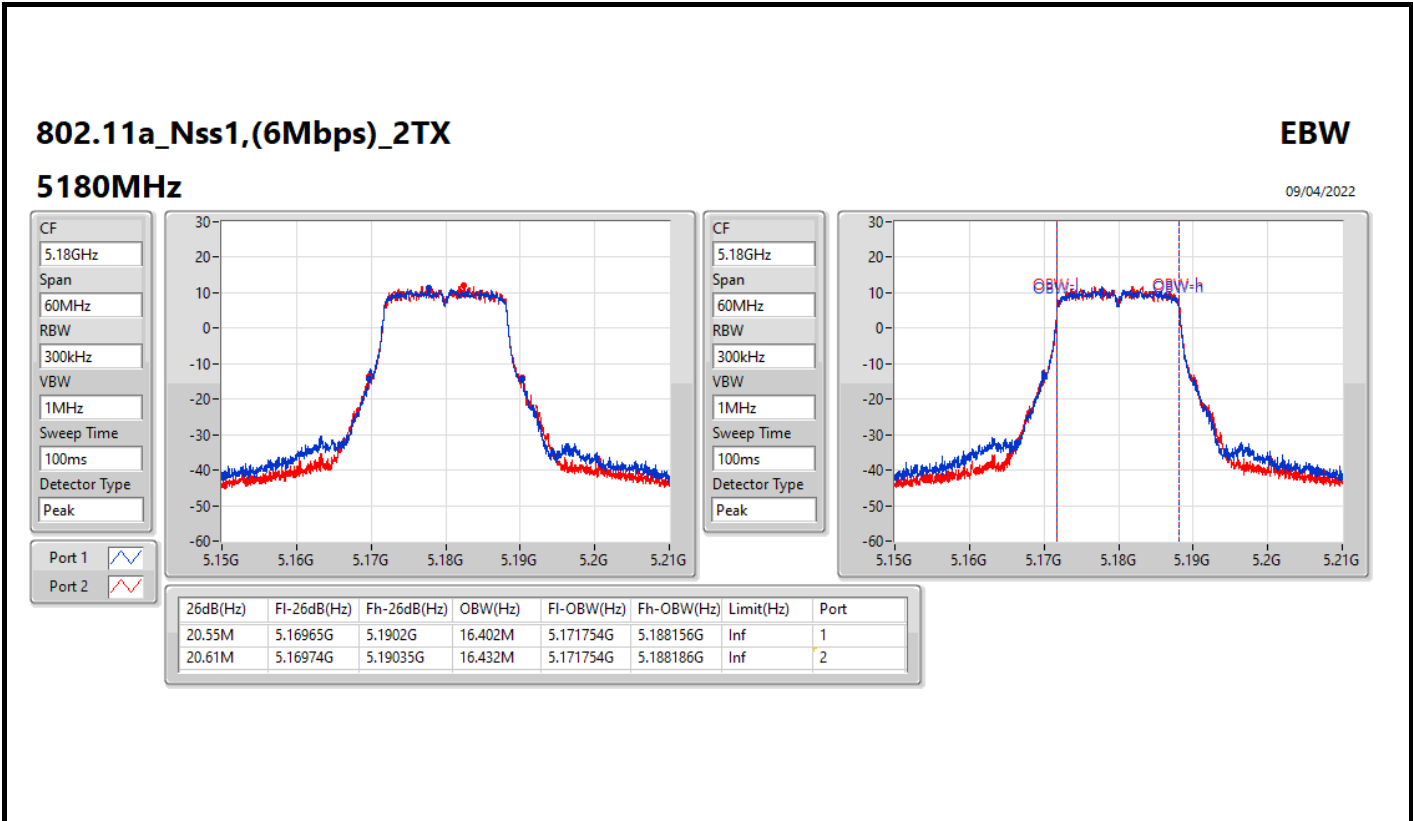 802.11a_Nss1,(6Mbps)_2TX
EBW
5180MHz
09/04/2022
CF
5.18GHz
Span
60MHz
RBW
300kHz
VBW
1MHz
Sweep Time
100ms
Detector Type
Peak
Port 1
Port 2
30
20
10
0
-10
-20
-30
-40
-50
-60
5.15G 5.16G 5.17G 5.18G 5.19G 5.2G 5.21G
CF
5.18GHz
Span
60MHz
RBW
300kHz
VBW
1MHz
Sweep Time
100ms
Detector Type
Peak
30
20
10
0
-10
-20
-30
-40
-50
-60
OBW-l OBW-h
5.15G 5.16G 5.17G 5.18G 5.19G 5.2G 5.21G
26dB(Hz) Fl-26dB(Hz) Fh-26dB(Hz) OBW(Hz) Fl-OBW(Hz) Fh-OBW(Hz) Limit(Hz) Port
20.55M 5.16965G 5.1902G 16.402M 5.171754G 5.188156G Inf 1
20.61M 5.16974G 5.19035G 16.432M 5.171754G 5.188186G Inf 2